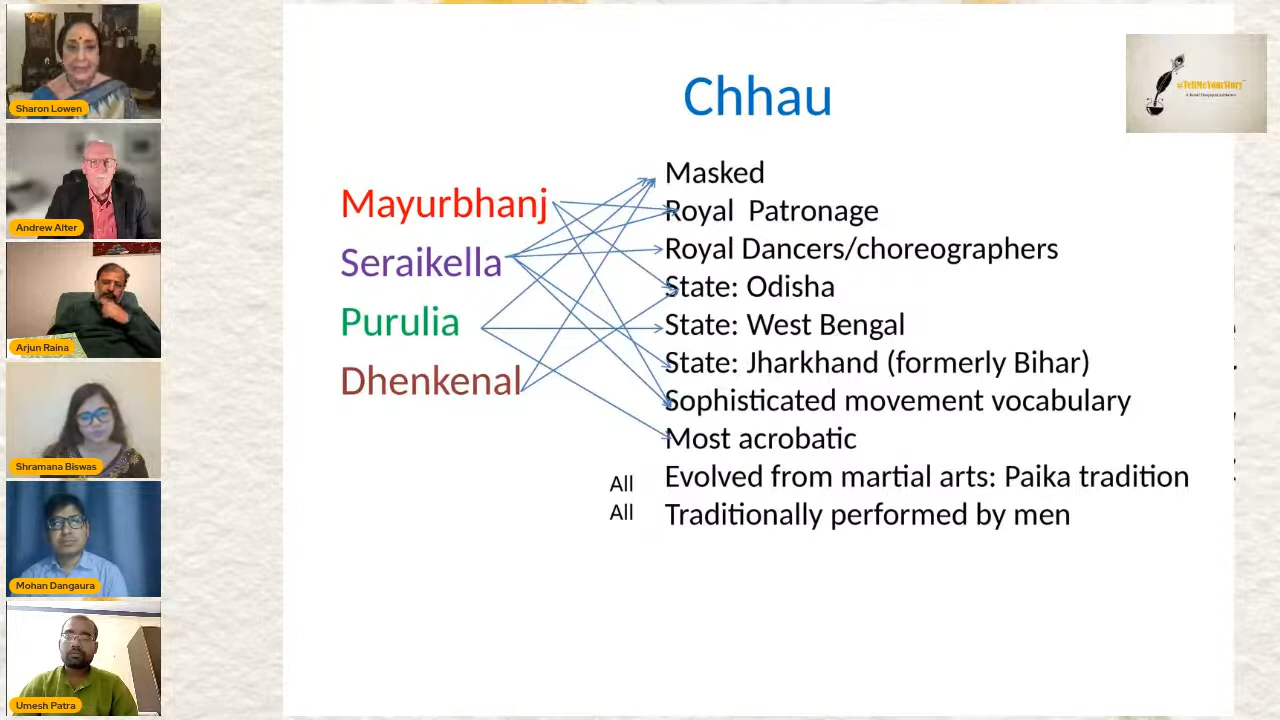 Chhau
Mayurbhanj
Seraikella
Purulia
Dhenkenal
Masked
Royal Patronage
Royal Dancers/choreographers
State: Odisha
State: West Bengal
State: Jharkhand (formerly Bihar)
Sophisticated movement vocabulary
Most acrobatic
All Evolved from martial arts: Paika tradition
All Traditionally performed by men
#TellMeYourStory
Sharon Lowen
Andrew Alter
Arjun Raina
Shramana Biswas
Mohan Dangaura
Umesh Patra